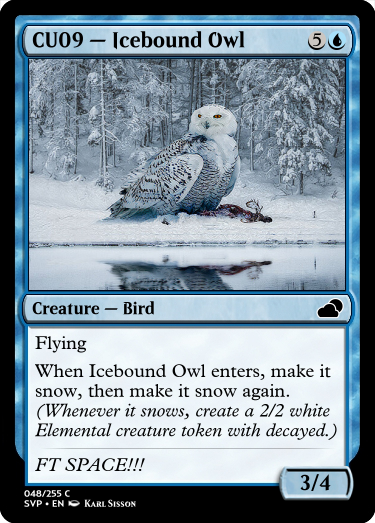 CU09 — Icebound Owl 5
Creature — Bird
Flying
When Icebound Owl enters, make it
snow, then make it snow again.
(Whenever it snows, create a 2/2 white
Elemental creature token with decayed.)
FT SPACE!!!
3/4
048/255 C
SVP • EN Karl Sisson